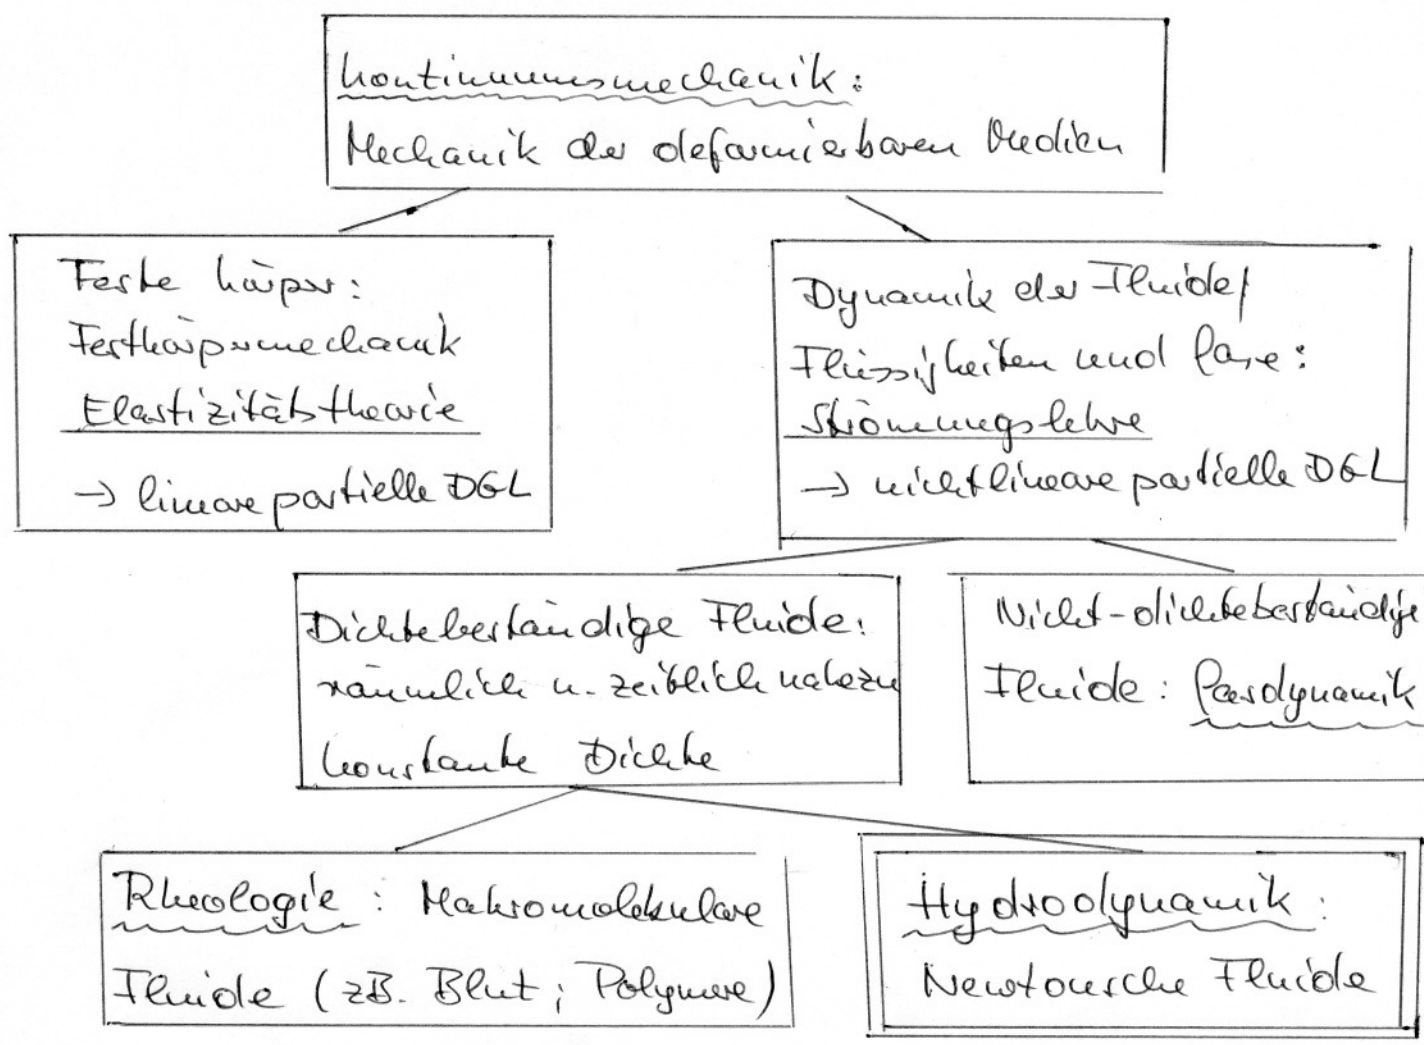 Kontinuumsmechanik:
Mechanik der deformierbaren Medien
Feste Körper:
Festkörpermechanik
Elastizitätstheorie
→ lineare partielle DGL
Dynamik der Fluide/
Flüssigkeiten und Gase:
Strömungslehre
→ nichtlineare partielle DGL
Dichtebeständige Fluide:
räumlich u. zeitlich nahezu
konstante Dichte
Nicht-dichtebeständige
Fluide: Gasdynamik
Rheologie: Makromolekulare
Fluide (zB. Blut; Polymere)
Hydrodynamik:
Newtonsche Fluide